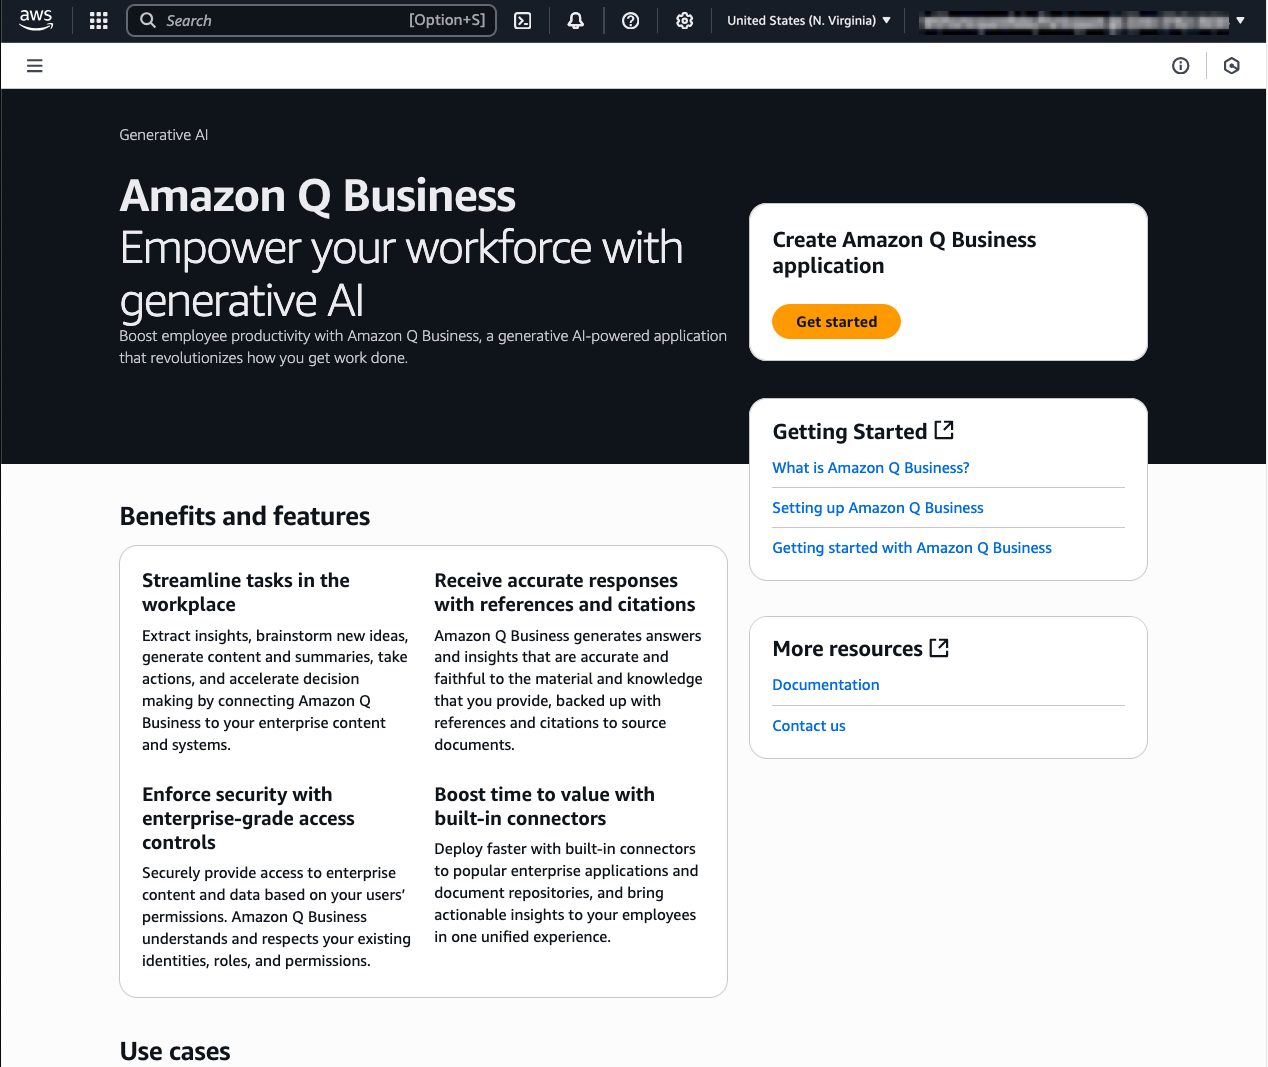 aws
Search
[Option+S]
United States (N. Virginia)
Generative AI
Amazon Q Business
Empower your workforce with
generative AI
Boost employee productivity with Amazon Q Business, a generative AI-powered application
that revolutionizes how you get work done.
Create Amazon Q Business
application
Get started
Getting Started
What is Amazon Q Business?
Setting up Amazon Q Business
Getting started with Amazon Q Business
More resources
Documentation
Contact us
Benefits and features
Streamline tasks in the
workplace
Extract insights, brainstorm new ideas,
generate content and summaries, take
actions, and accelerate decision
making by connecting Amazon Q
Business to your enterprise content
and systems.
Receive accurate responses
with references and citations
Amazon Q Business generates answers
and insights that are accurate and
faithful to the material and knowledge
that you provide, backed up with
references and citations to source
documents.
Enforce security with
enterprise-grade access
controls
Securely provide access to enterprise
content and data based on your users’
permissions. Amazon Q Business
understands and respects your existing
identities, roles, and permissions.
Boost time to value with
built-in connectors
Deploy faster with built-in connectors
to popular enterprise applications and
document repositories, and bring
actionable insights to your employees
in one unified experience.
Use cases